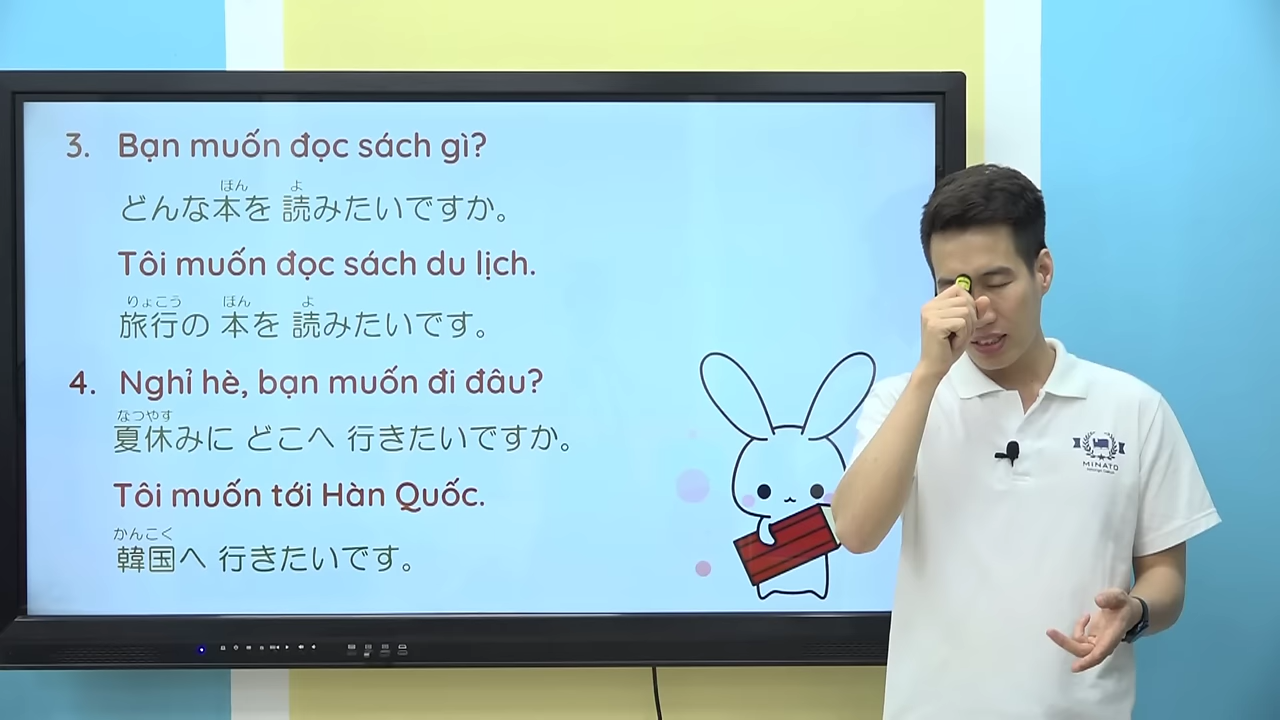 3. Bạn muốn đọc sách gì?
ほん よ
どんな本を 読みたいですか。
Tôi muốn đọc sách du lịch.
りょこう ほん よ
旅行の 本を 読みたいです。
4. Nghỉ hè, bạn muốn đi đâu?
なつやす
夏休みに どこへ 行きたいですか。
Tôi muốn tới Hàn Quốc.
かんこく
韓国へ 行きたいです。
MINATO